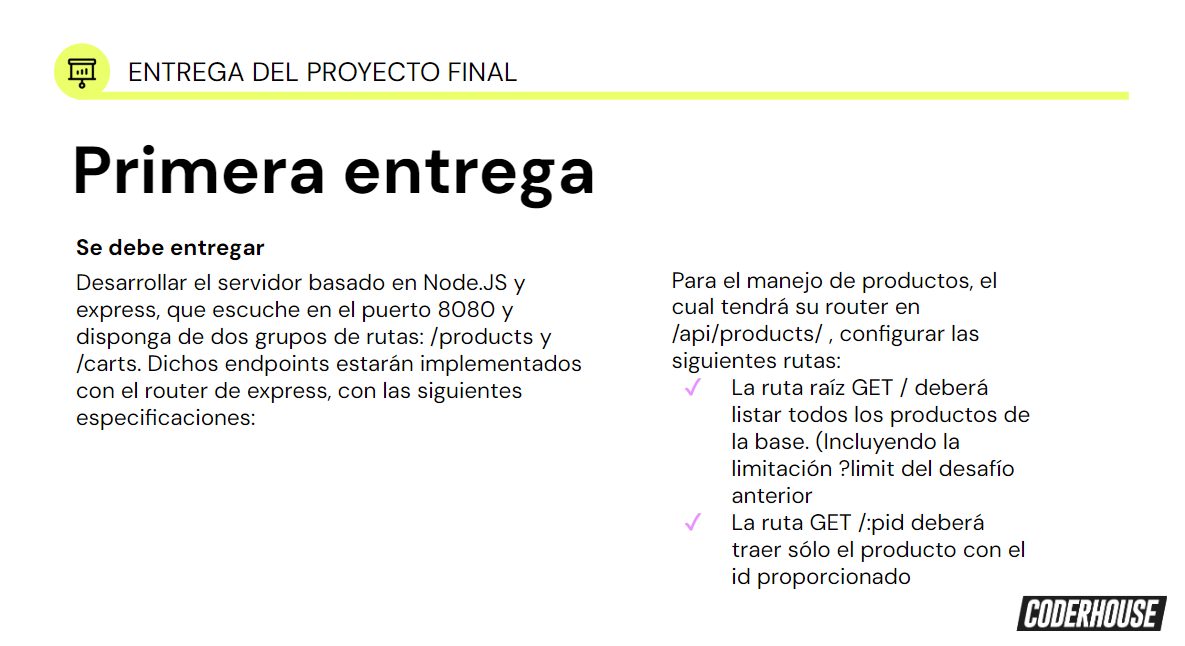 ENTREGA DEL PROYECTO FINAL
Primera entrega
Se debe entregar
Desarrollar el servidor basado en Node.JS y
express, que escuche en el puerto 8080 y
disponga de dos grupos de rutas: /products y
/carts. Dichos endpoints estarán implementados
con el router de express, con las siguientes
especificaciones:
Para el manejo de productos, el
cual tendrá su router en
/api/products/ , configurar las
siguientes rutas:
✓ La ruta raíz GET / deberá
listar todos los productos de
la base. (Incluyendo la
limitación ?limit del desafío
anterior
✓ La ruta GET /:pid deberá
traer sólo el producto con el
id proporcionado
CODERHOUSE